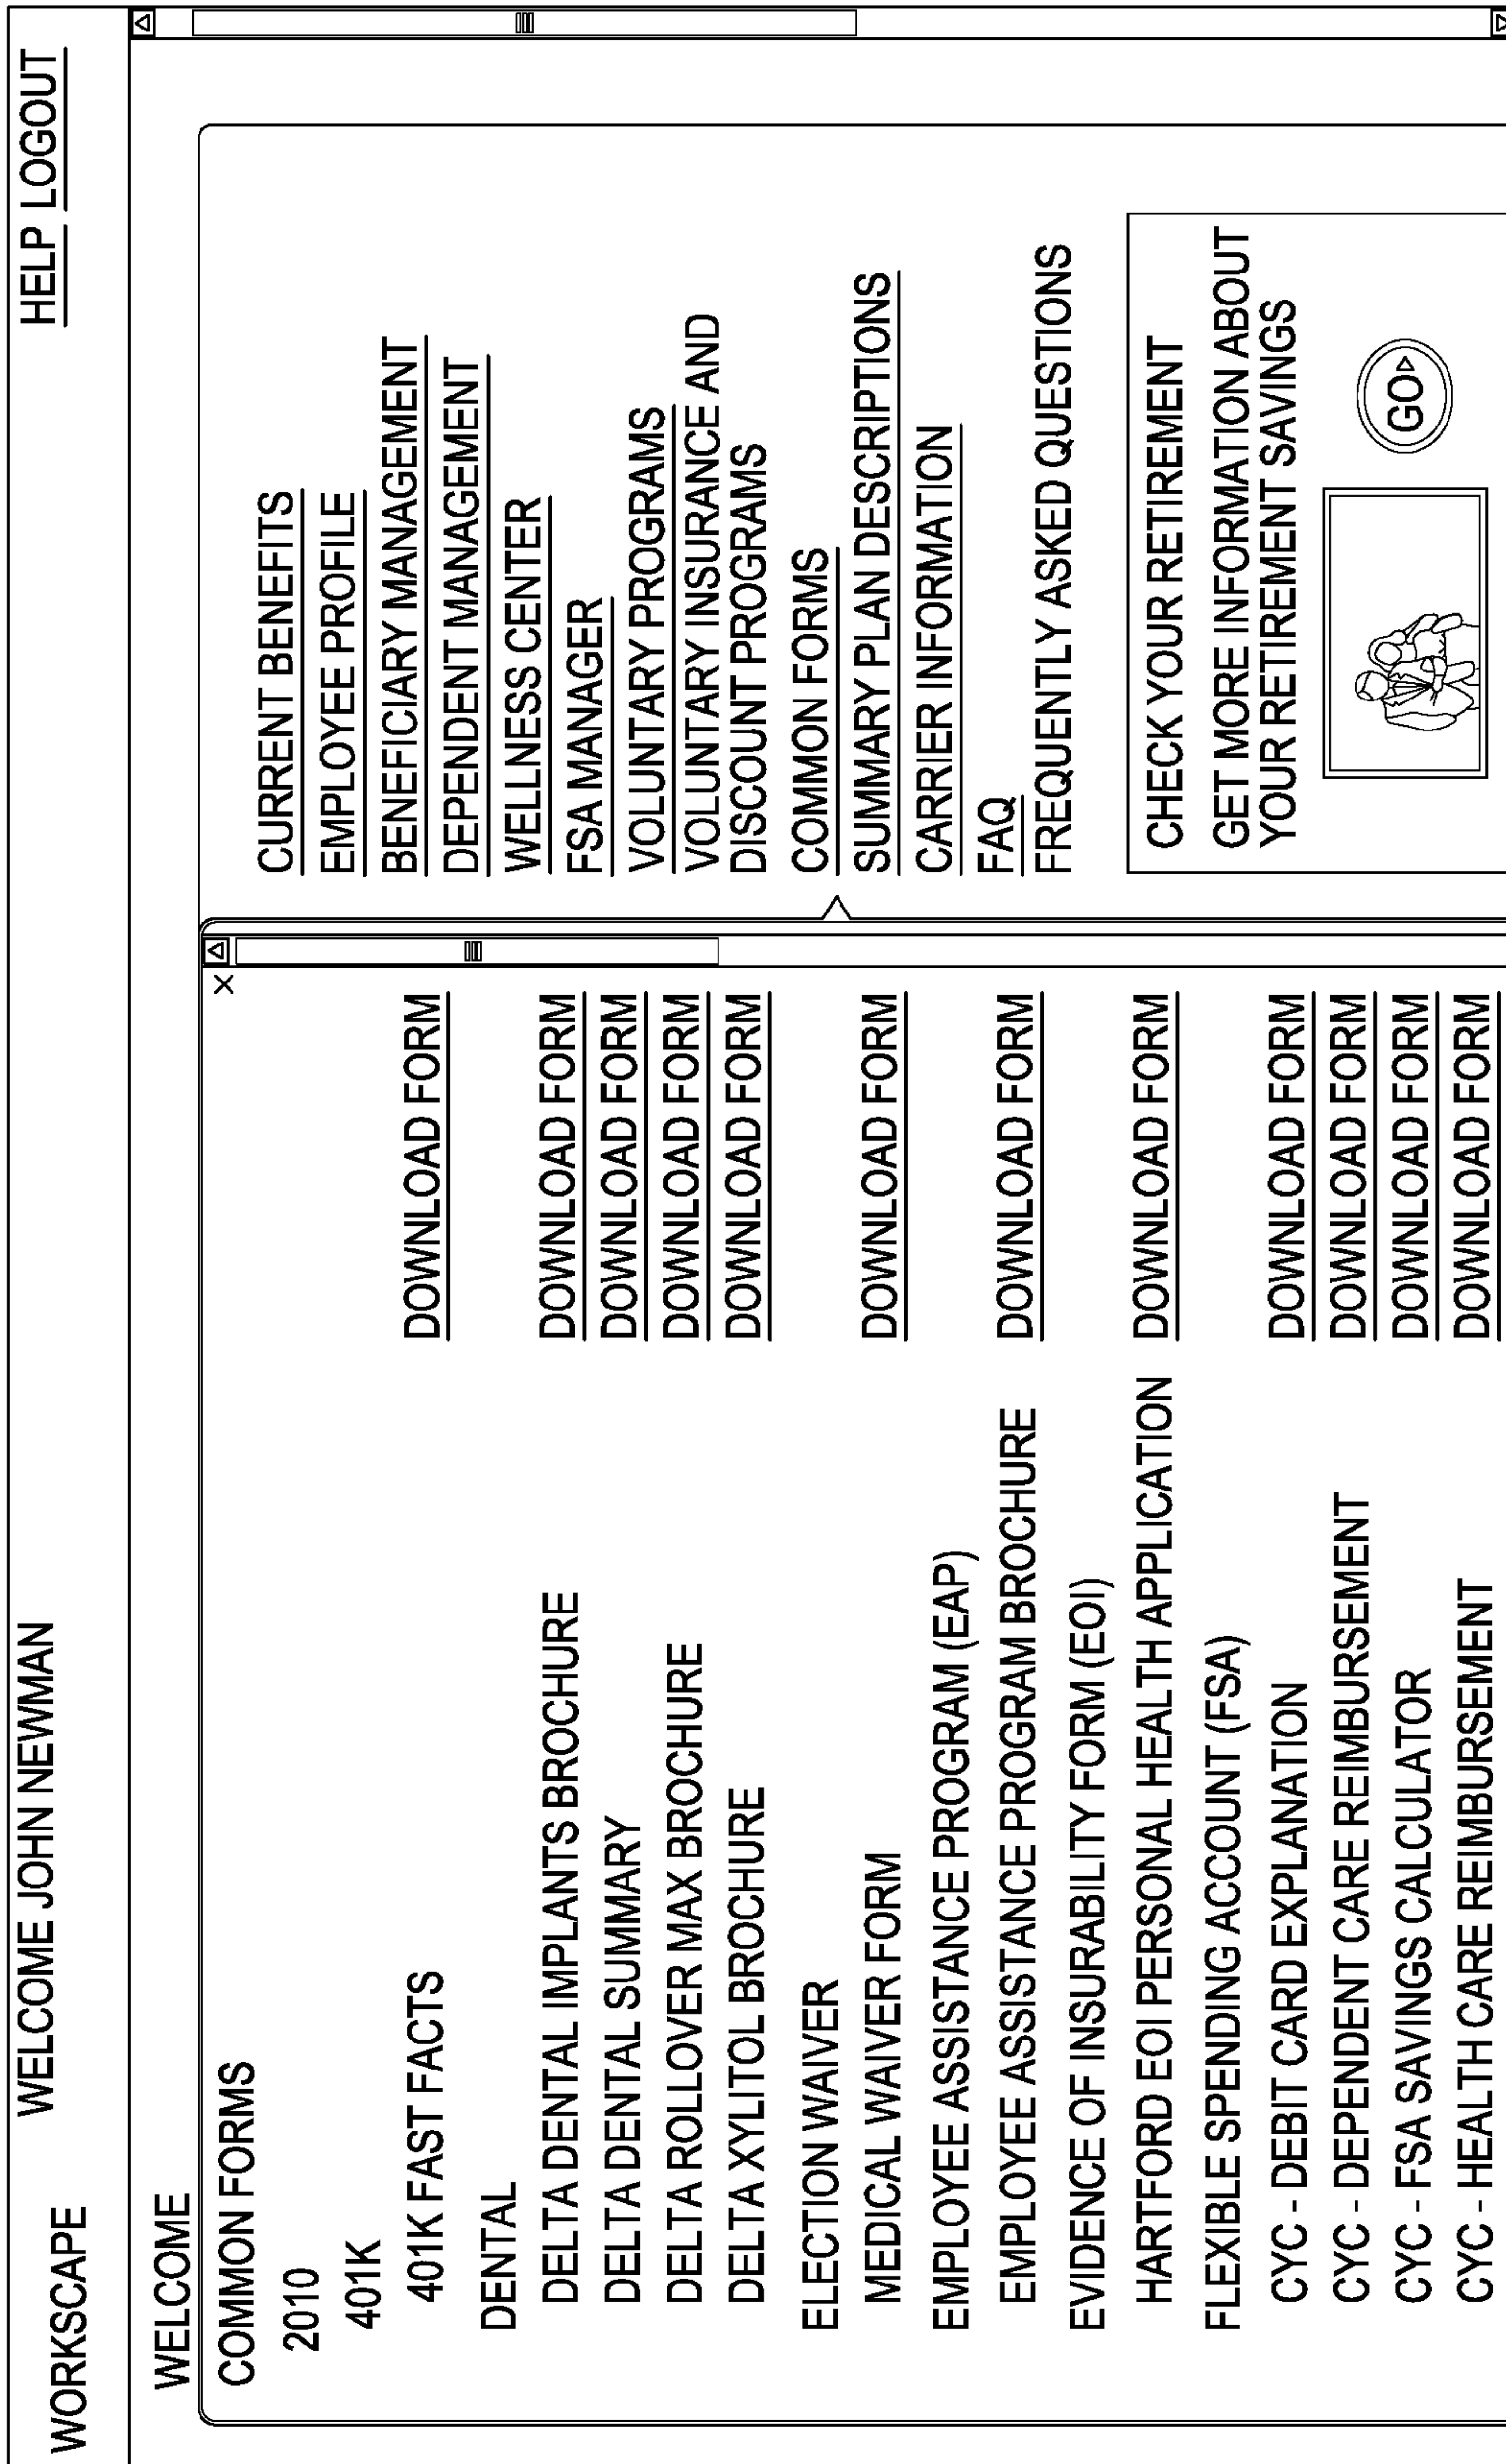 WORKSCAPE WELCOME JOHN NEWMAN HELP LOGOUT
WELCOME
COMMON FORMS X
2010
401K
401K FAST FACTS DOWNLOAD FORM
DENTAL
DELTA DENTAL IMPLANTS BROCHURE DOWNLOAD FORM
DELTA DENTAL SUMMARY DOWNLOAD FORM
DELTA ROLLOVER MAX BROCHURE DOWNLOAD FORM
DELTA XYLITOL BROCHURE DOWNLOAD FORM
ELECTION WAIVER
MEDICAL WAIVER FORM DOWNLOAD FORM
EMPLOYEE ASSISTANCE PROGRAM (EAP)
EMPLOYEE ASSISTANCE PROGRAM BROCHURE DOWNLOAD FORM
EVIDENCE OF INSURABILITY FORM (EOI)
HARTFORD EOI PERSONAL HEALTH APPLICATION DOWNLOAD FORM
FLEXIBLE SPENDING ACCOUNT (FSA)
CYC - DEBIT CARD EXPLANATION DOWNLOAD FORM
CYC - DEPENDENT CARE REIMBURSEMENT DOWNLOAD FORM
CYC - FSA SAVINGS CALCULATOR DOWNLOAD FORM
CYC - HEALTH CARE REIMBURSEMENT DOWNLOAD FORM
CURRENT BENEFITS
EMPLOYEE PROFILE
BENEFICIARY MANAGEMENT
DEPENDENT MANAGEMENT
WELLNESS CENTER
FSA MANAGER
VOLUNTARY PROGRAMS
VOLUNTARY INSURANCE AND
DISCOUNT PROGRAMS
COMMON FORMS
SUMMARY PLAN DESCRIPTIONS
CARRIER INFORMATION
FAQ
FREQUENTLY ASKED QUESTIONS
CHECK YOUR RETIREMENT
GET MORE INFORMATION ABOUT
YOUR RETIREMENT SAVINGS
GO